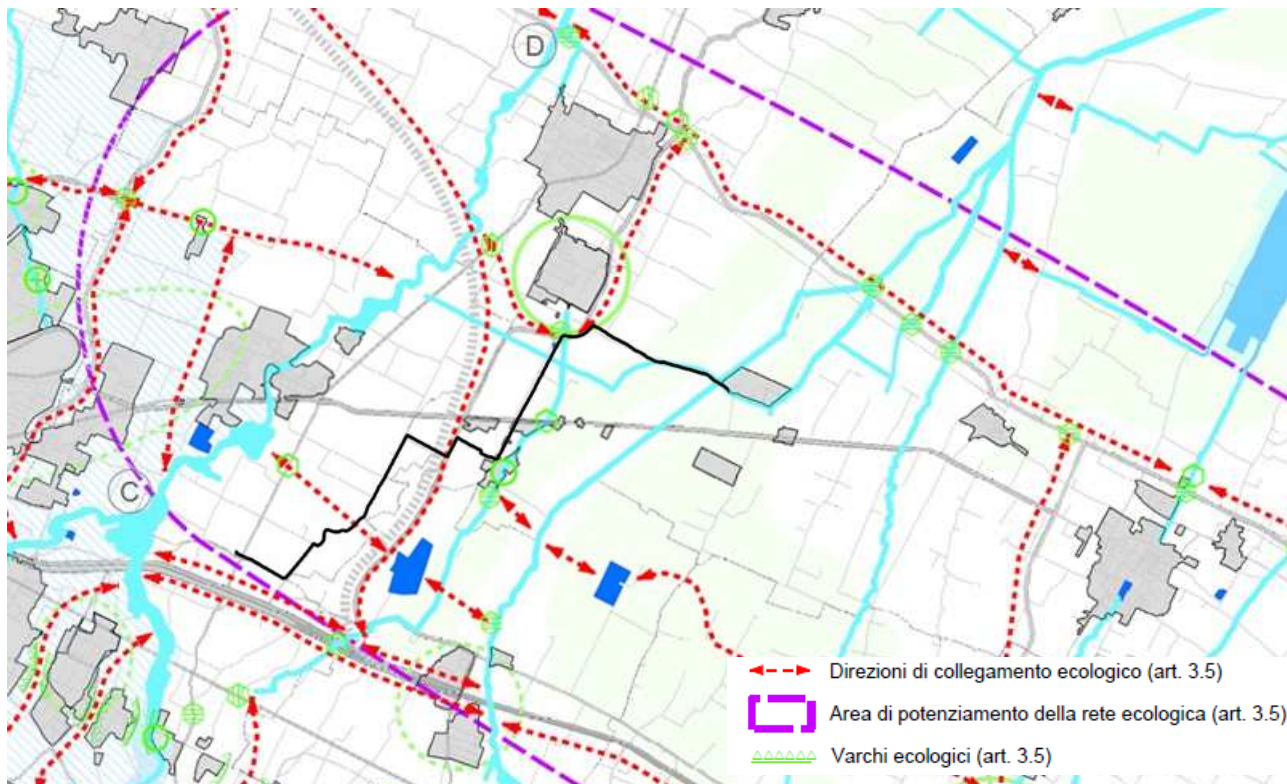 D
C
Direzioni di collegamento ecologico (art. 3.5)
Area di potenziamento della rete ecologica (art. 3.5)
Varchi ecologici (art. 3.5)